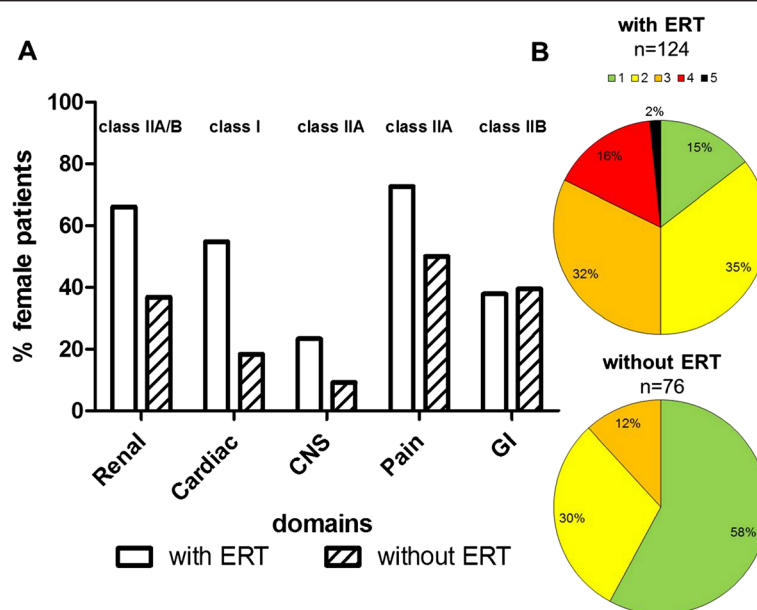 A
100
80
60
40
20
0
% female patients
class IIA/B class I class IIA class IIA class IIB
Renal Cardiac CNS Pain GI
domains
with ERT without ERT
B
with ERT
n=124
1 2 3 4 5
2%
15%
16%
35%
32%
without ERT
n=76
12%
30%
58%